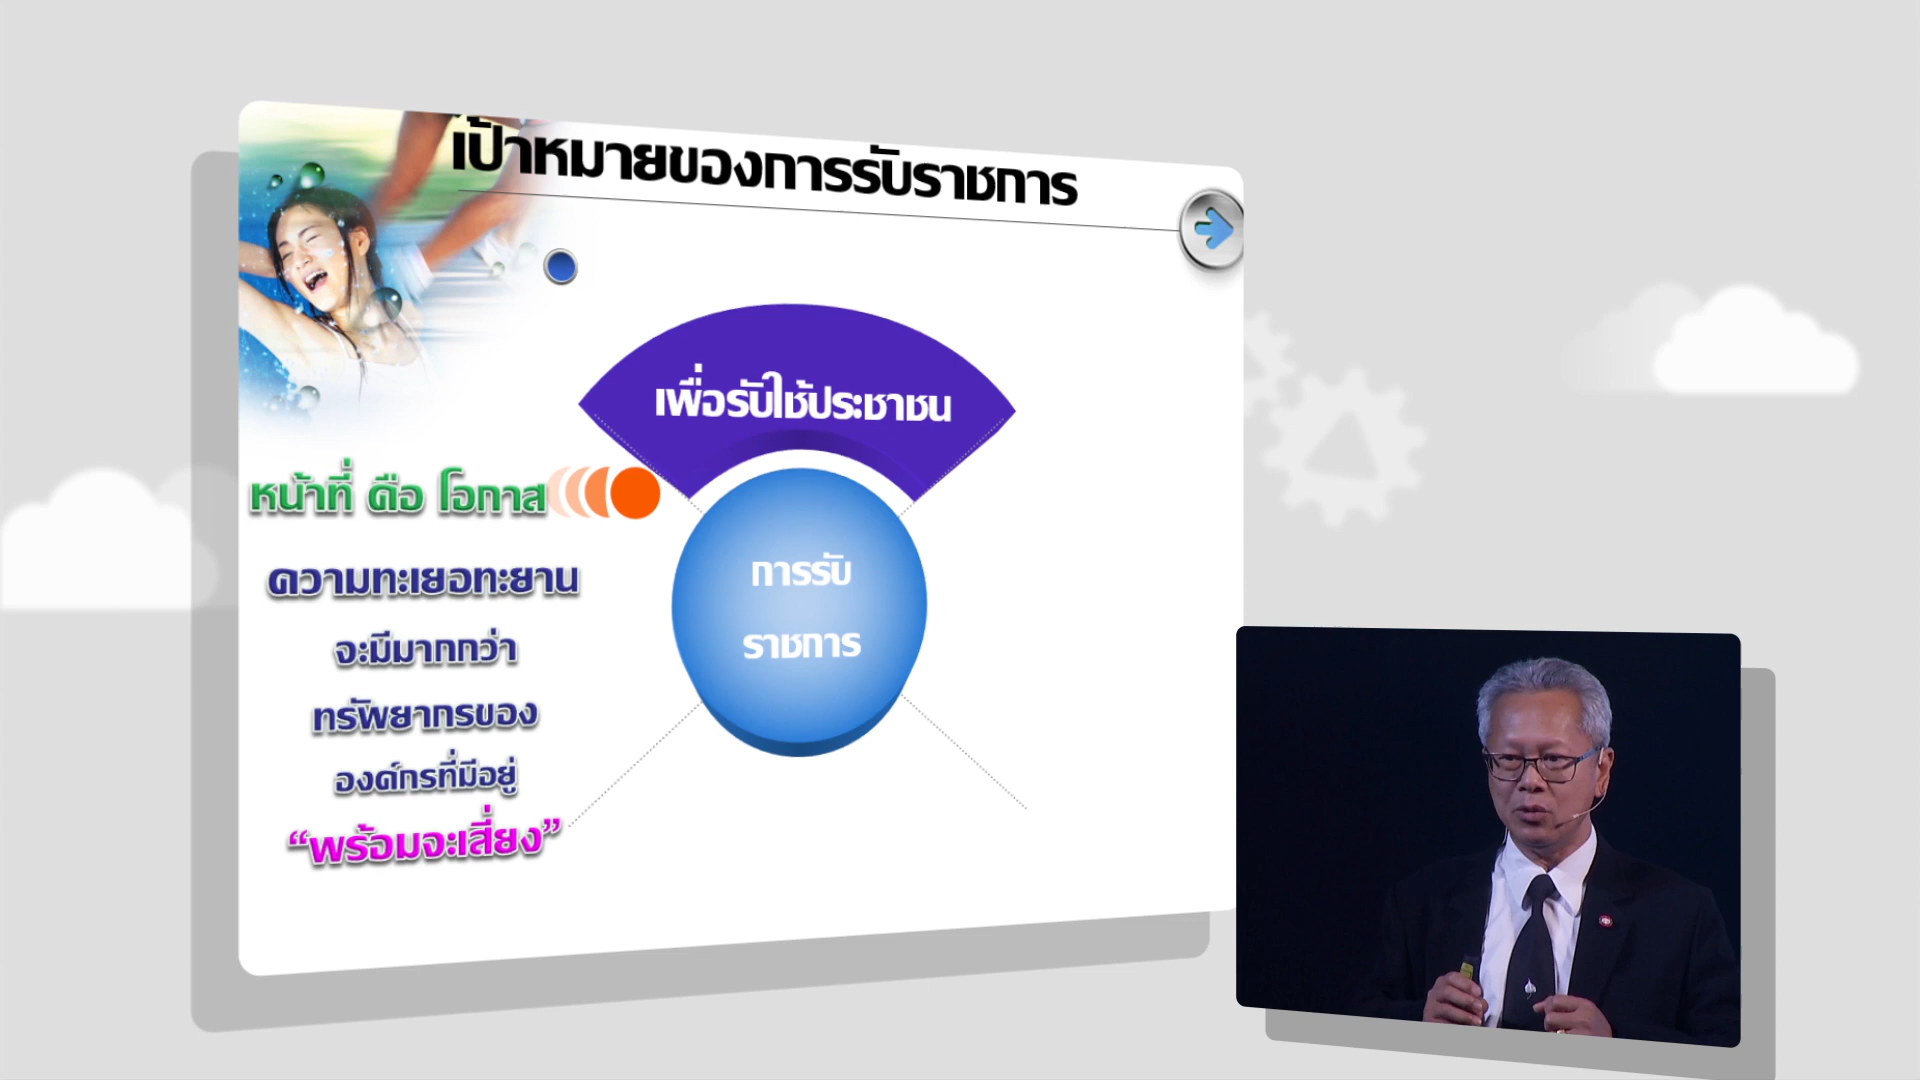 เป้าหมายของการรับราชการ
เพื่อรับใช้ประชาชน
การรับ
ราชการ
หน้าที่ คือ โอกาส
ความทะเยอทะยาน
จะมีมากกว่า
ทรัพยากรของ
องค์กรที่มีอยู่
“พร้อมจะเสี่ยง”